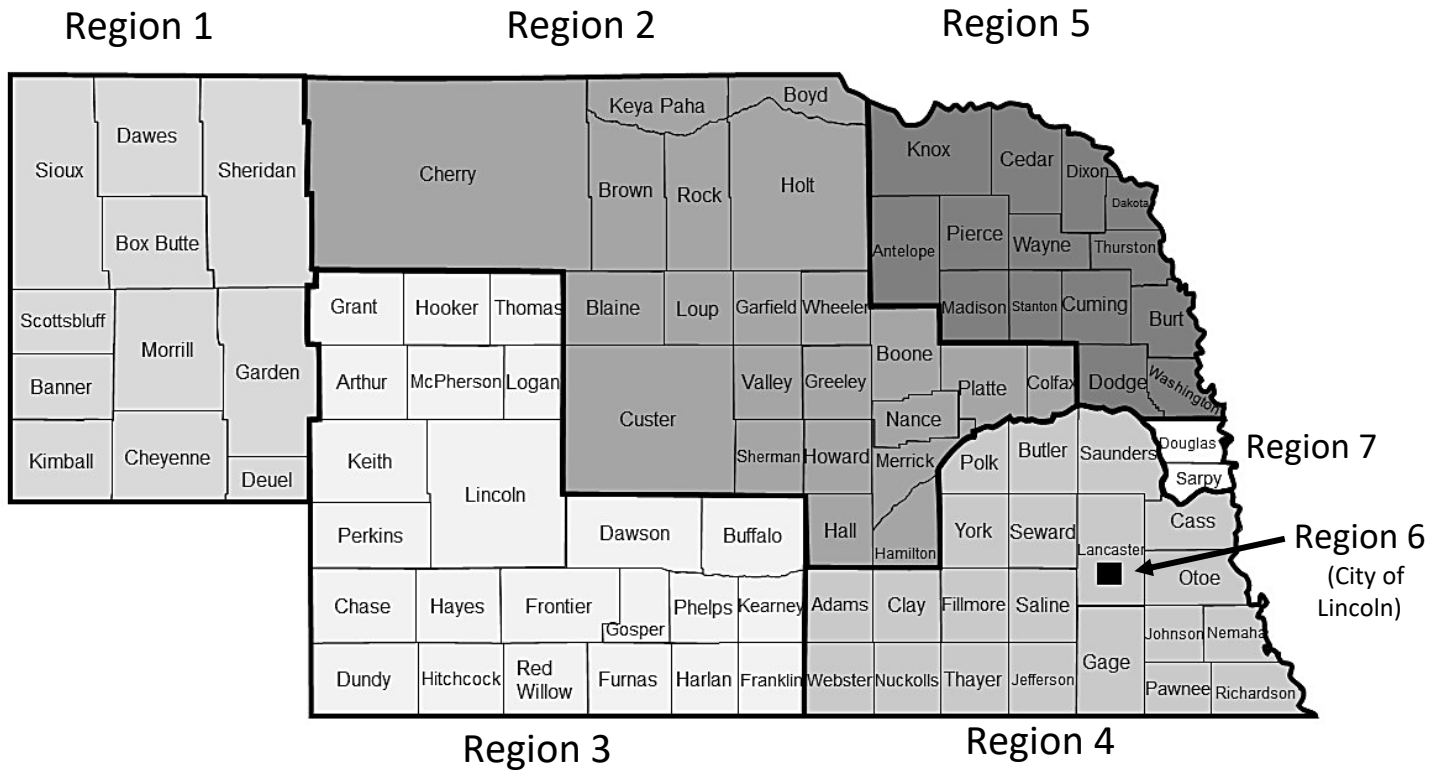 Region 1
Region 2
Region 5
Keya Paha
Boyd
Dawes
Knox
Cedar
Sioux
Sheridan
Cherry
Brown
Rock
Holt
Dixon
Dakota
Box Butte
Antelope
Pierce
Wayne
Thurston
Grant
Hooker
Thomas
Blaine
Loup
Garfield
Wheeler
Madison
Stanton
Cuming
Burt
Scottsbluff
Morrill
Garden
Boone
Banner
Arthur
McPherson
Logan
Valley
Greeley
Platte
Colfax
Dodge
Washington
Custer
Nance
Kimball
Cheyenne
Deuel
Keith
Lincoln
Sherman
Howard
Merrick
Polk
Butler
Saunders
Douglas
Region 7
Sarpy
Perkins
Dawson
Buffalo
Hall
Hamilton
York
Seward
Lancaster
Cass
Region 6
(City of
Lincoln)
Otoe
Chase
Hayes
Frontier
Gosper
Phelps
Kearney
Adams
Clay
Fillmore
Saline
Johnson
Nemaha
Dundy
Hitchcock
Red
Willow
Furnas
Harlan
Franklin
Webster
Nuckolls
Thayer
Jefferson
Gage
Pawnee
Richardson
Region 3
Region 4